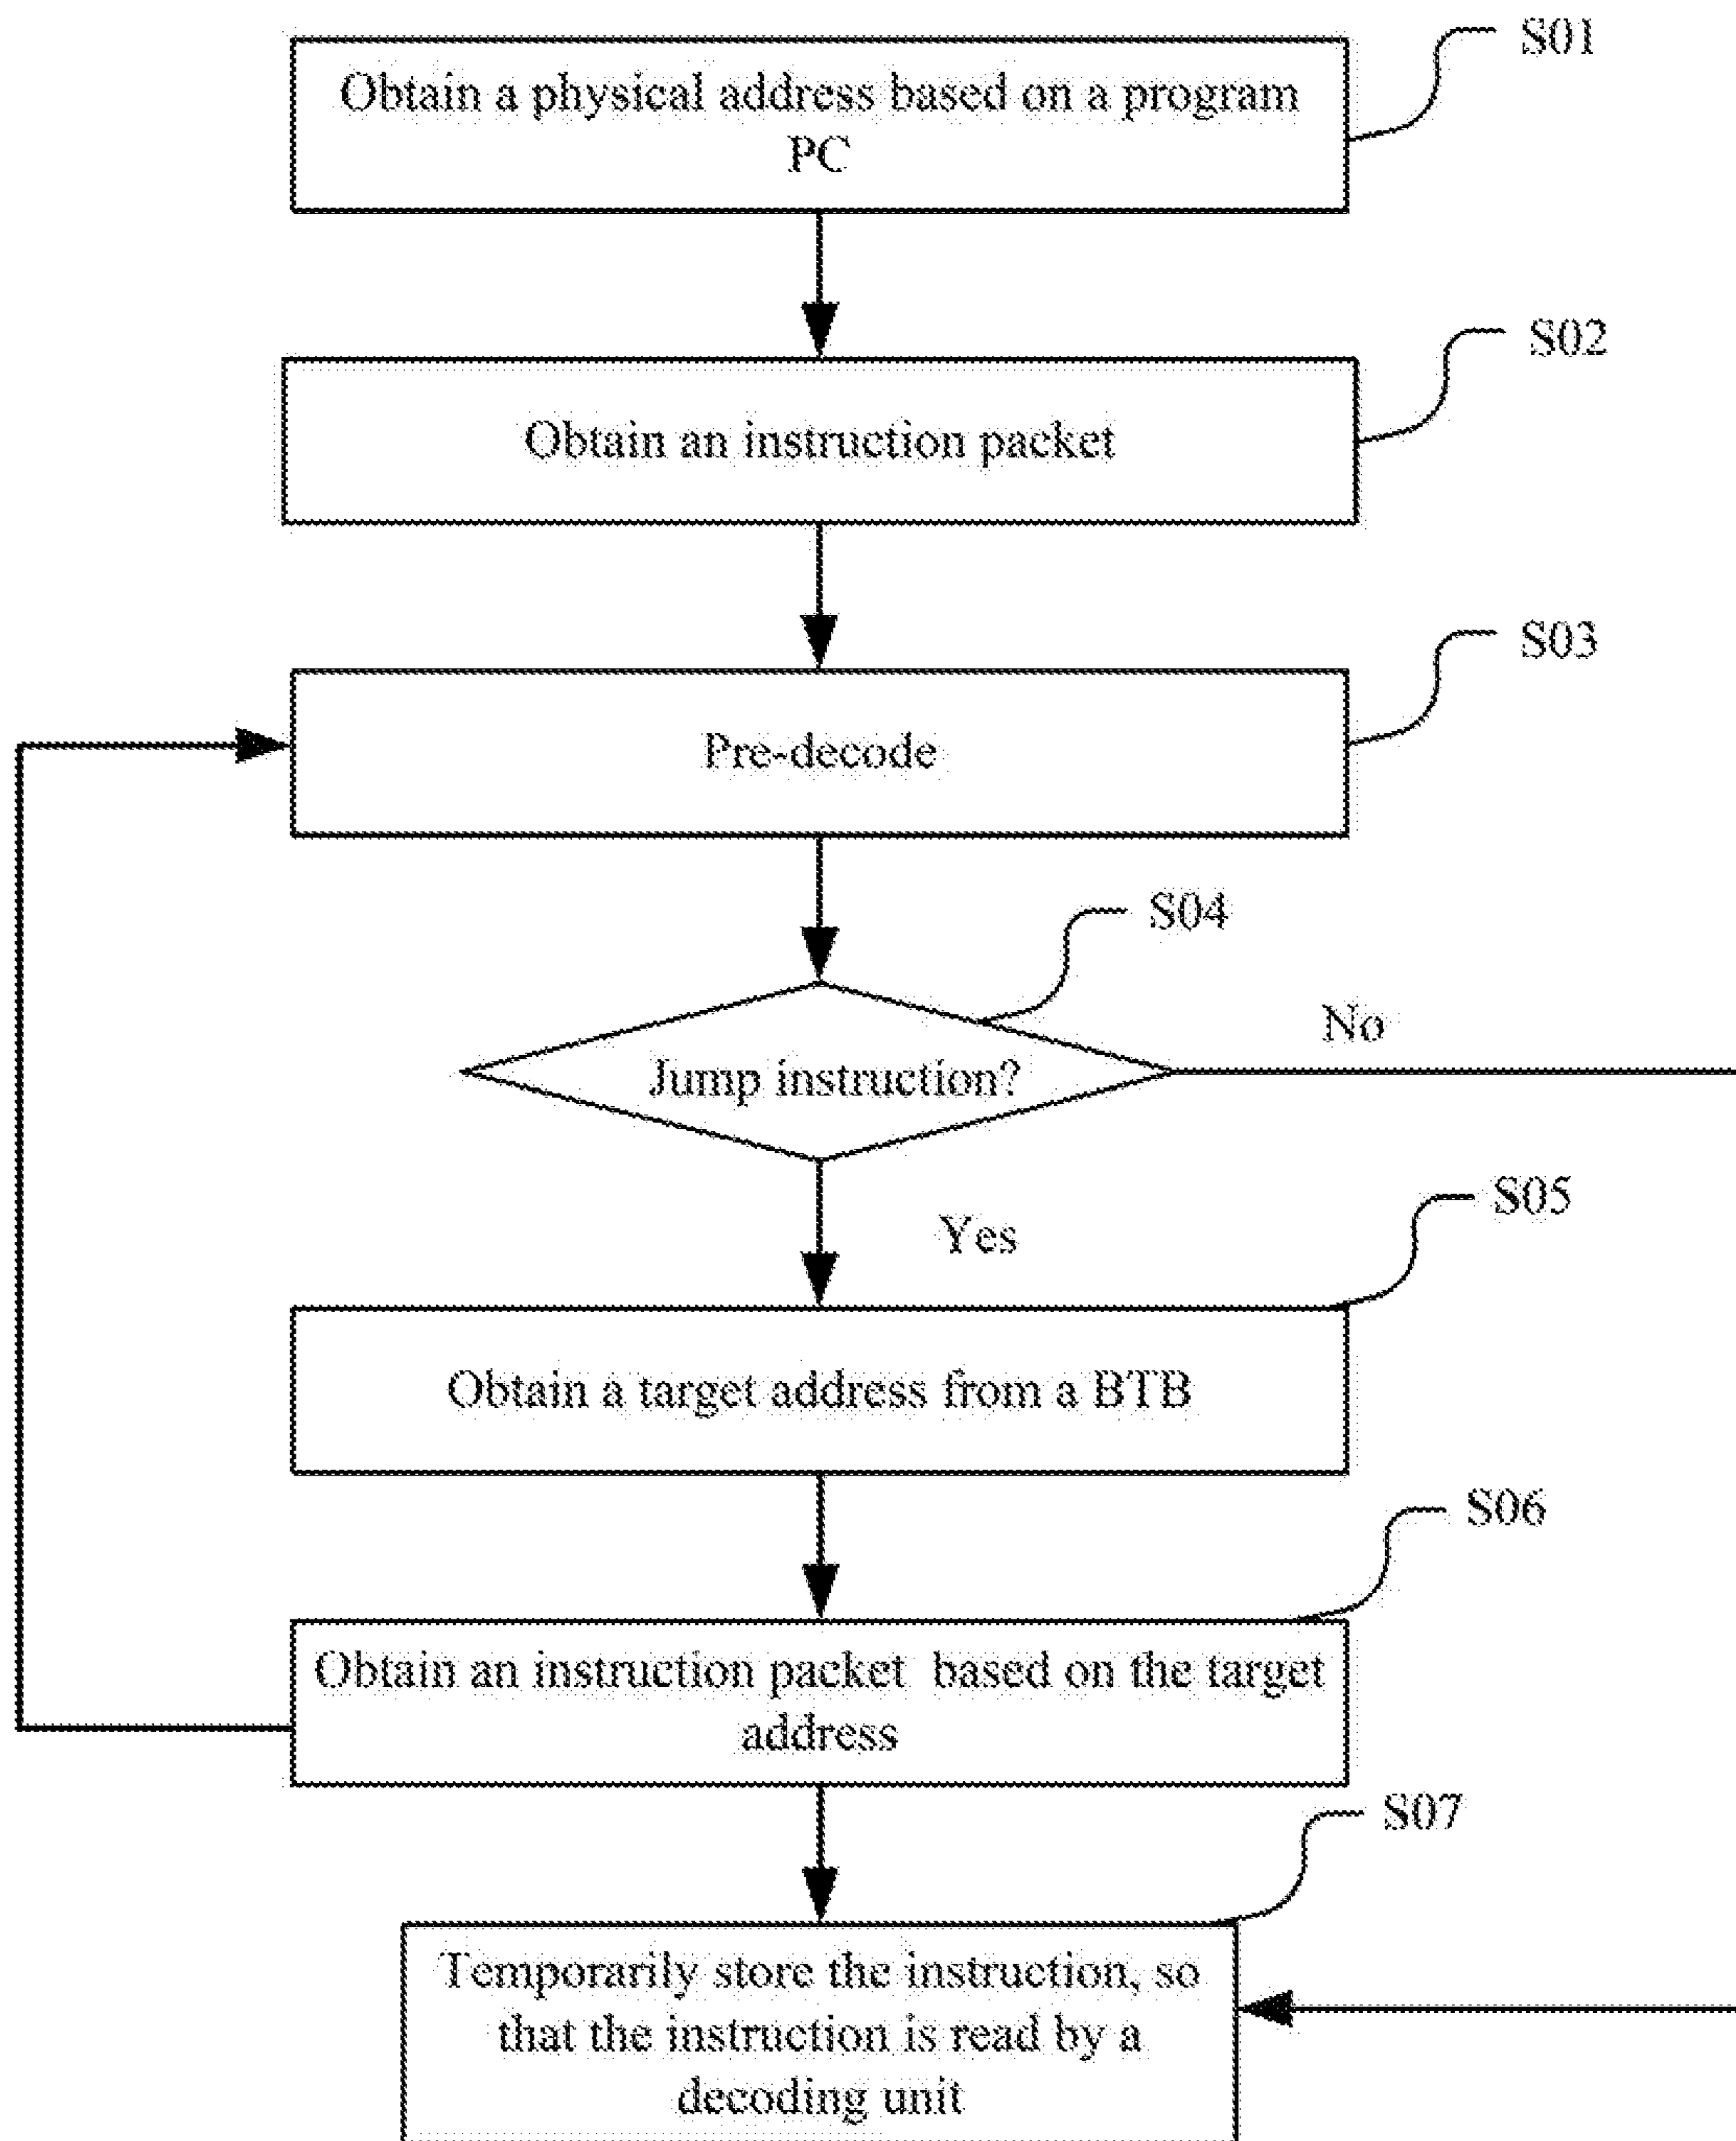 S01
Obtain a physical address based on a program
PC
S02
Obtain an instruction packet
S03
Pre-decode
S04
Jump instruction?
No
Yes
S05
Obtain a target address from a BTB
S06
Obtain an instruction packet based on the target
address
S07
Temporarily store the instruction, so
that the instruction is read by a
decoding unit